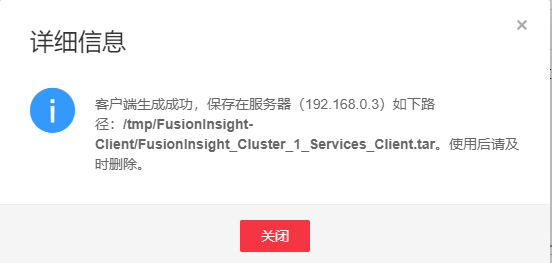 详细信息
×
客户端生成成功，保存在服务器（192.168.0.3）如下路
径：/tmp/FusionInsight-
Client/FusionInsight_Cluster_1_Services_Client.tar。使用后请及
时删除。
关闭